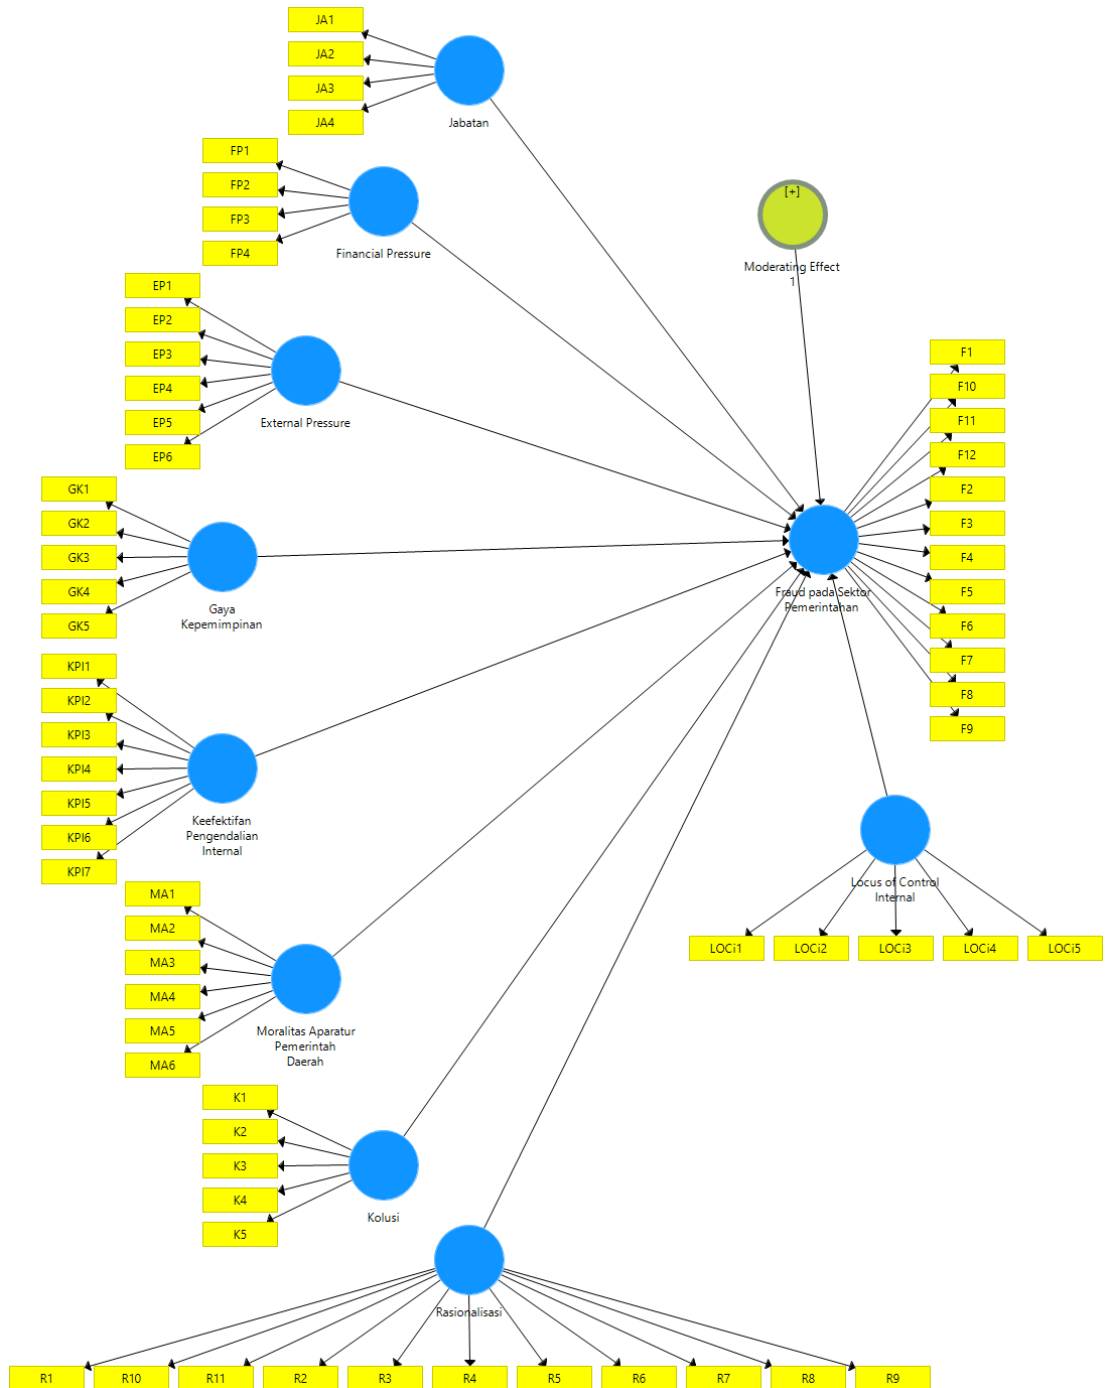 JA1
JA2
JA3
JA4
Jabatan
FP1
FP2
FP3
FP4
Financial Pressure
[+]
Moderating Effect
1
EP1
EP2
EP3
EP4
EP5
EP6
External Pressure
F1
F10
F11
F12
F2
F3
F4
F5
F6
F7
F8
F9
Fraud pada Sektor
Pemerintahan
GK1
GK2
GK3
GK4
GK5
Gaya
Kepemimpinan
KPI1
KPI2
KPI3
KPI4
KPI5
KPI6
KPI7
Keefektifan
Pengendalian
Internal
Locus of Control
Internal
LOCi1
LOCi2
LOCi3
LOCi4
LOCi5
MA1
MA2
MA3
MA4
MA5
MA6
Moralitas Aparatur
Pemerintah
Daerah
K1
K2
K3
K4
K5
Kolusi
Rasionalisasi
R1
R10
R11
R2
R3
R4
R5
R6
R7
R8
R9